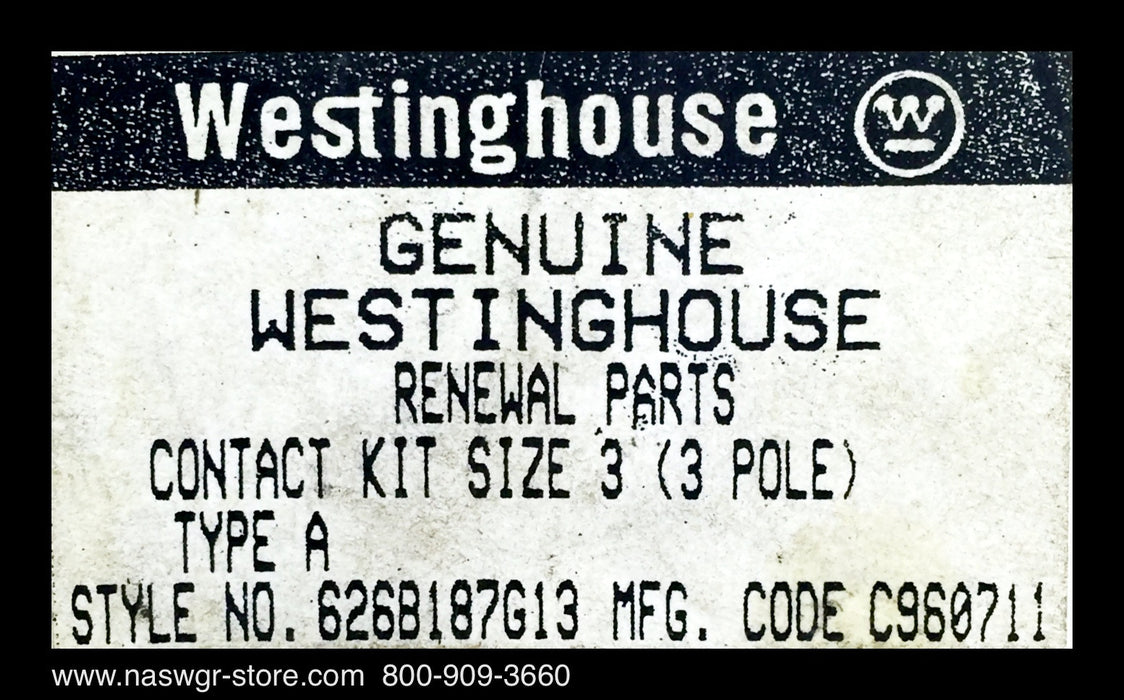 Westinghouse W
GENUINE
WESTINGHOUSE
RENEWAL PARTS
CONTACT KIT SIZE 3 (3 POLE)
TYPE A
STYLE NO. 626B187G13 MFG. CODE C960711
www.naswgr-store.com 800-909-3660